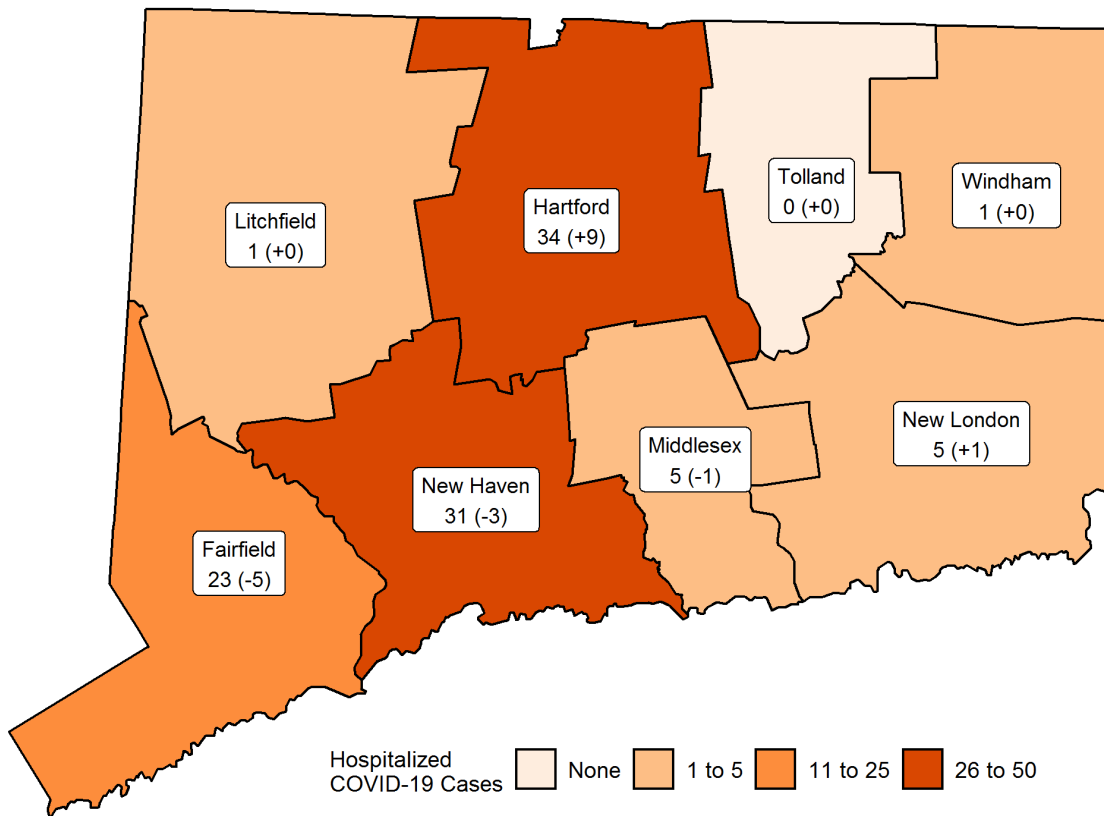 Tolland
0 (+0)
Windham
1 (+0)
Litchfield
1 (+0)
Hartford
34 (+9)
New London
5 (+1)
Middlesex
5 (-1)
New Haven
31 (-3)
Fairfield
23 (-5)
Hospitalized
COVID-19 Cases
None
1 to 5
11 to 25
26 to 50